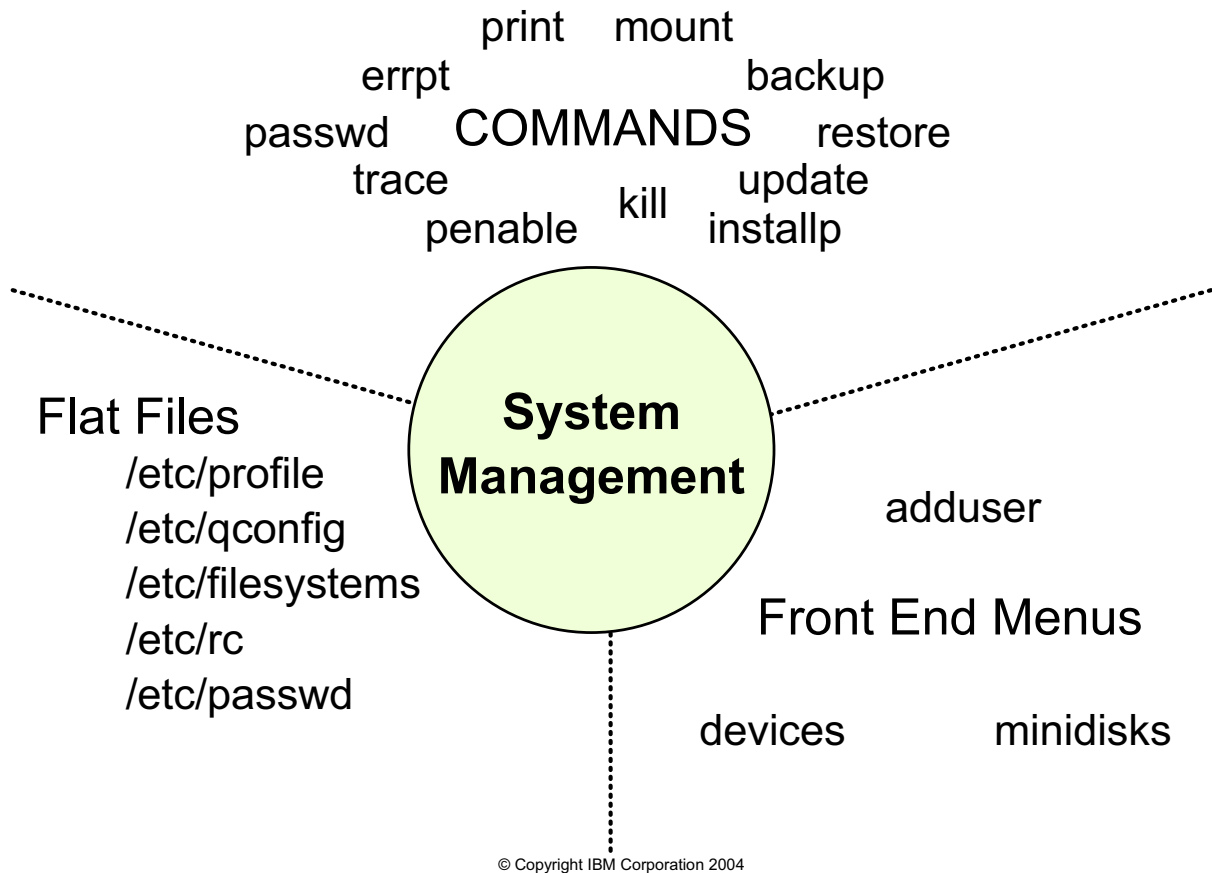 print mount
errpt backup
passwd COMMANDS restore
trace update
kill
penable installp
System
Management
Flat Files
/etc/profile
/etc/qconfig
/etc/filesystems
/etc/rc
/etc/passwd
adduser
Front End Menus
devices minidisks
© Copyright IBM Corporation 2004